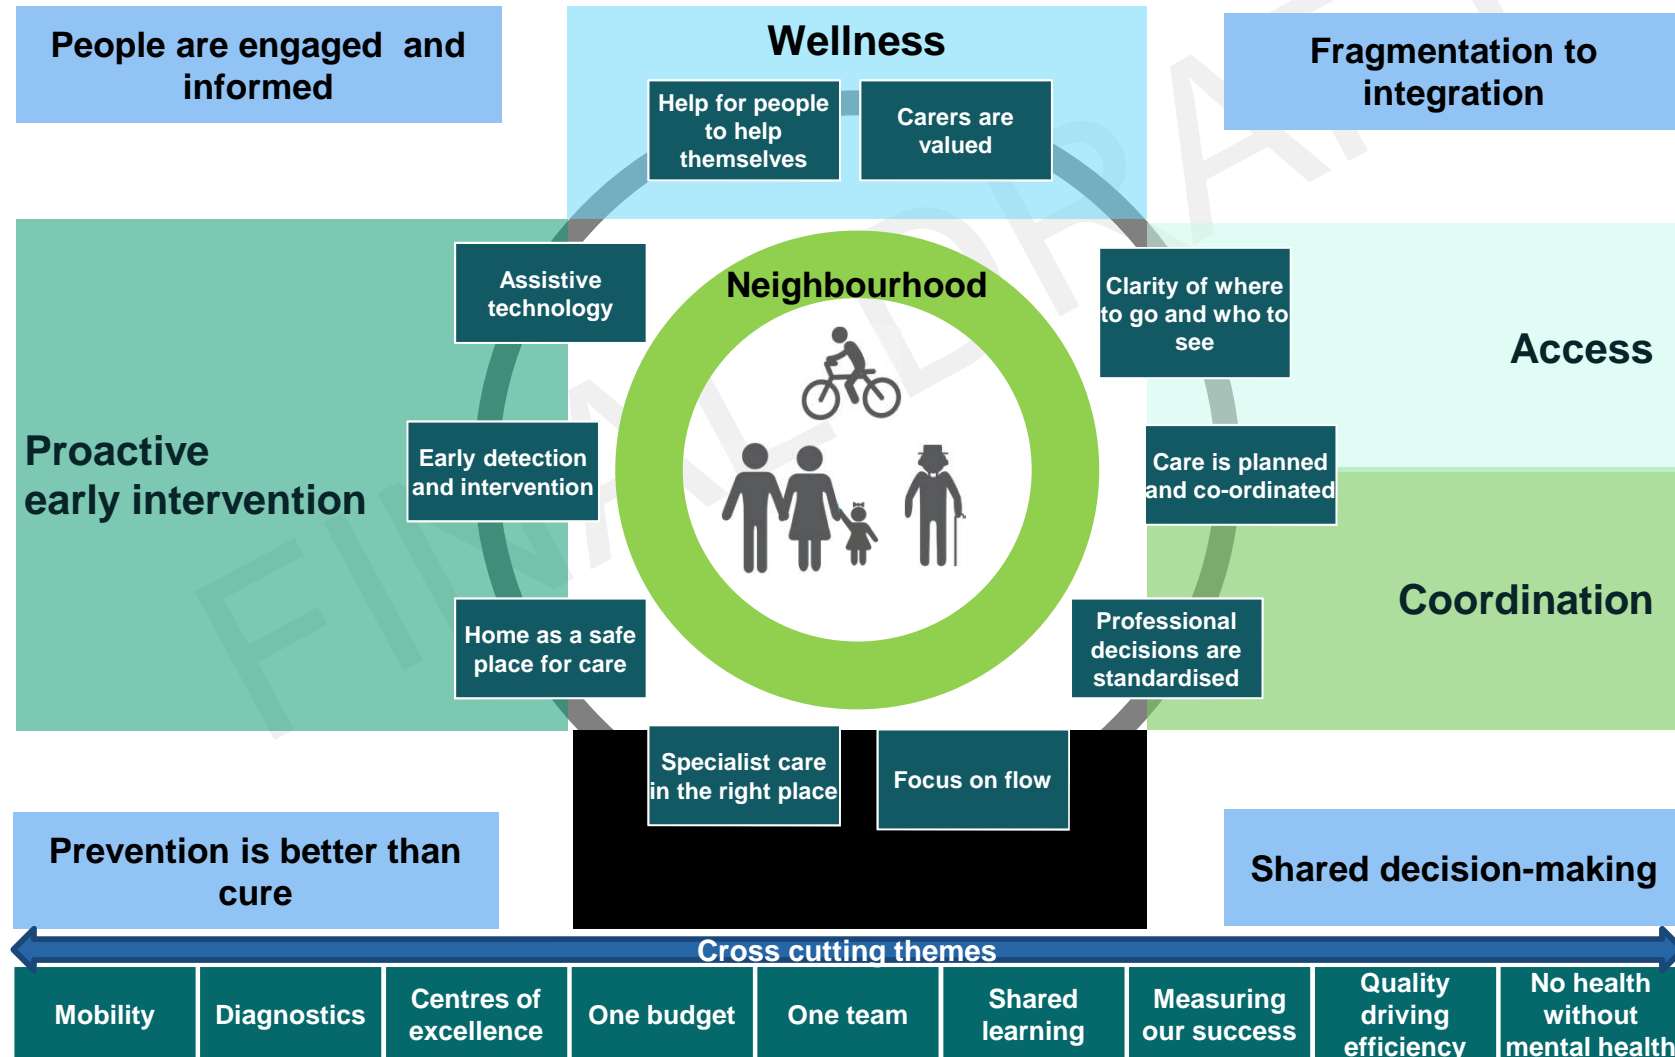 People are engaged and
informed
Wellness
Fragmentation to
integration
Help for people
to help
themselves
Carers are
valued
Assistive
technology
Neighbourhood
Clarity of where
to go and who to
see
Access
Proactive
early intervention
Early detection
and intervention
Care is planned
and co-ordinated
Coordination
Home as a safe
place for care
Professional
decisions are
standardised
Specialist care
in the right place
Focus on flow
Prevention is better than
cure
Shared decision-making
Cross cutting themes
Mobility
Diagnostics
Centres of
excellence
One budget
One team
Shared
learning
Measuring
our success
Quality
driving
efficiency
No health
without
mental health
FINAL DRAFT